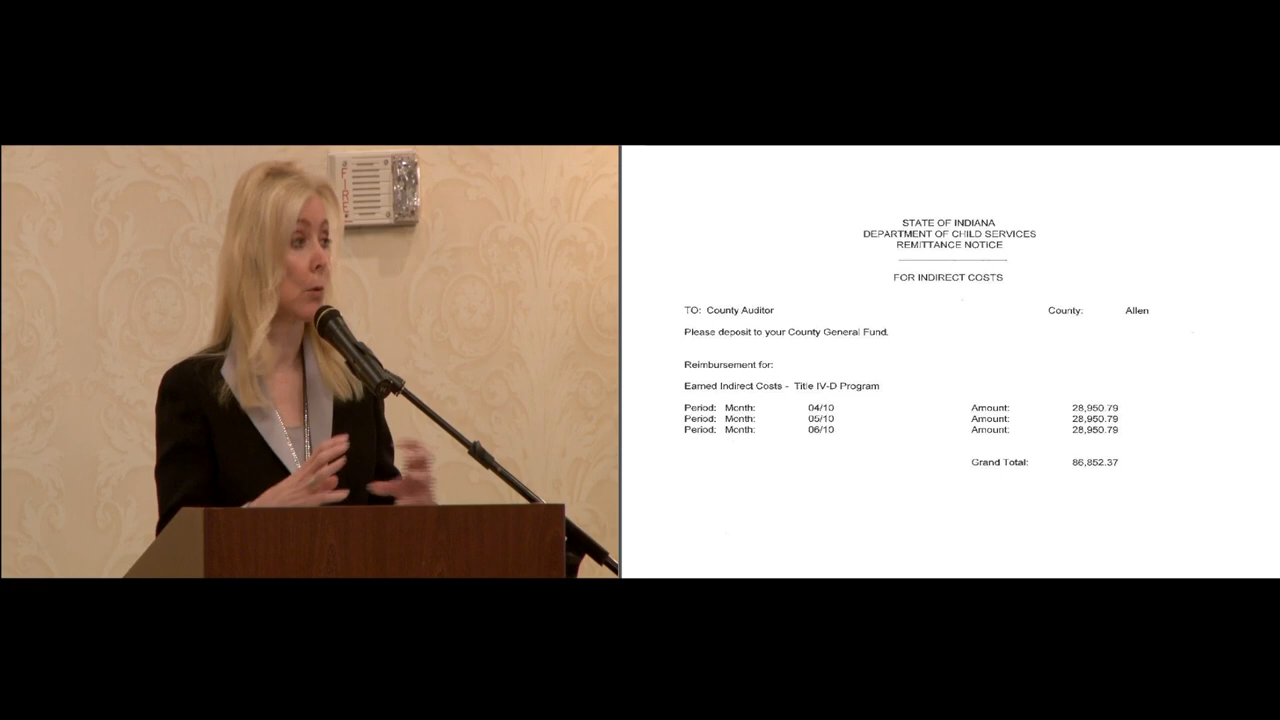 FIRE
STATE OF INDIANA
DEPARTMENT OF CHILD SERVICES
REMITTANCE NOTICE
FOR INDIRECT COSTS
TO: County Auditor County: Allen
Please deposit to your County General Fund.
Reimbursement for:
Earned Indirect Costs - Title IV-D Program
Period: Month: 04/10 Amount: 28,950.79
Period: Month: 05/10 Amount: 28,950.79
Period: Month: 06/10 Amount: 28,950.79
Grand Total: 86,852.37